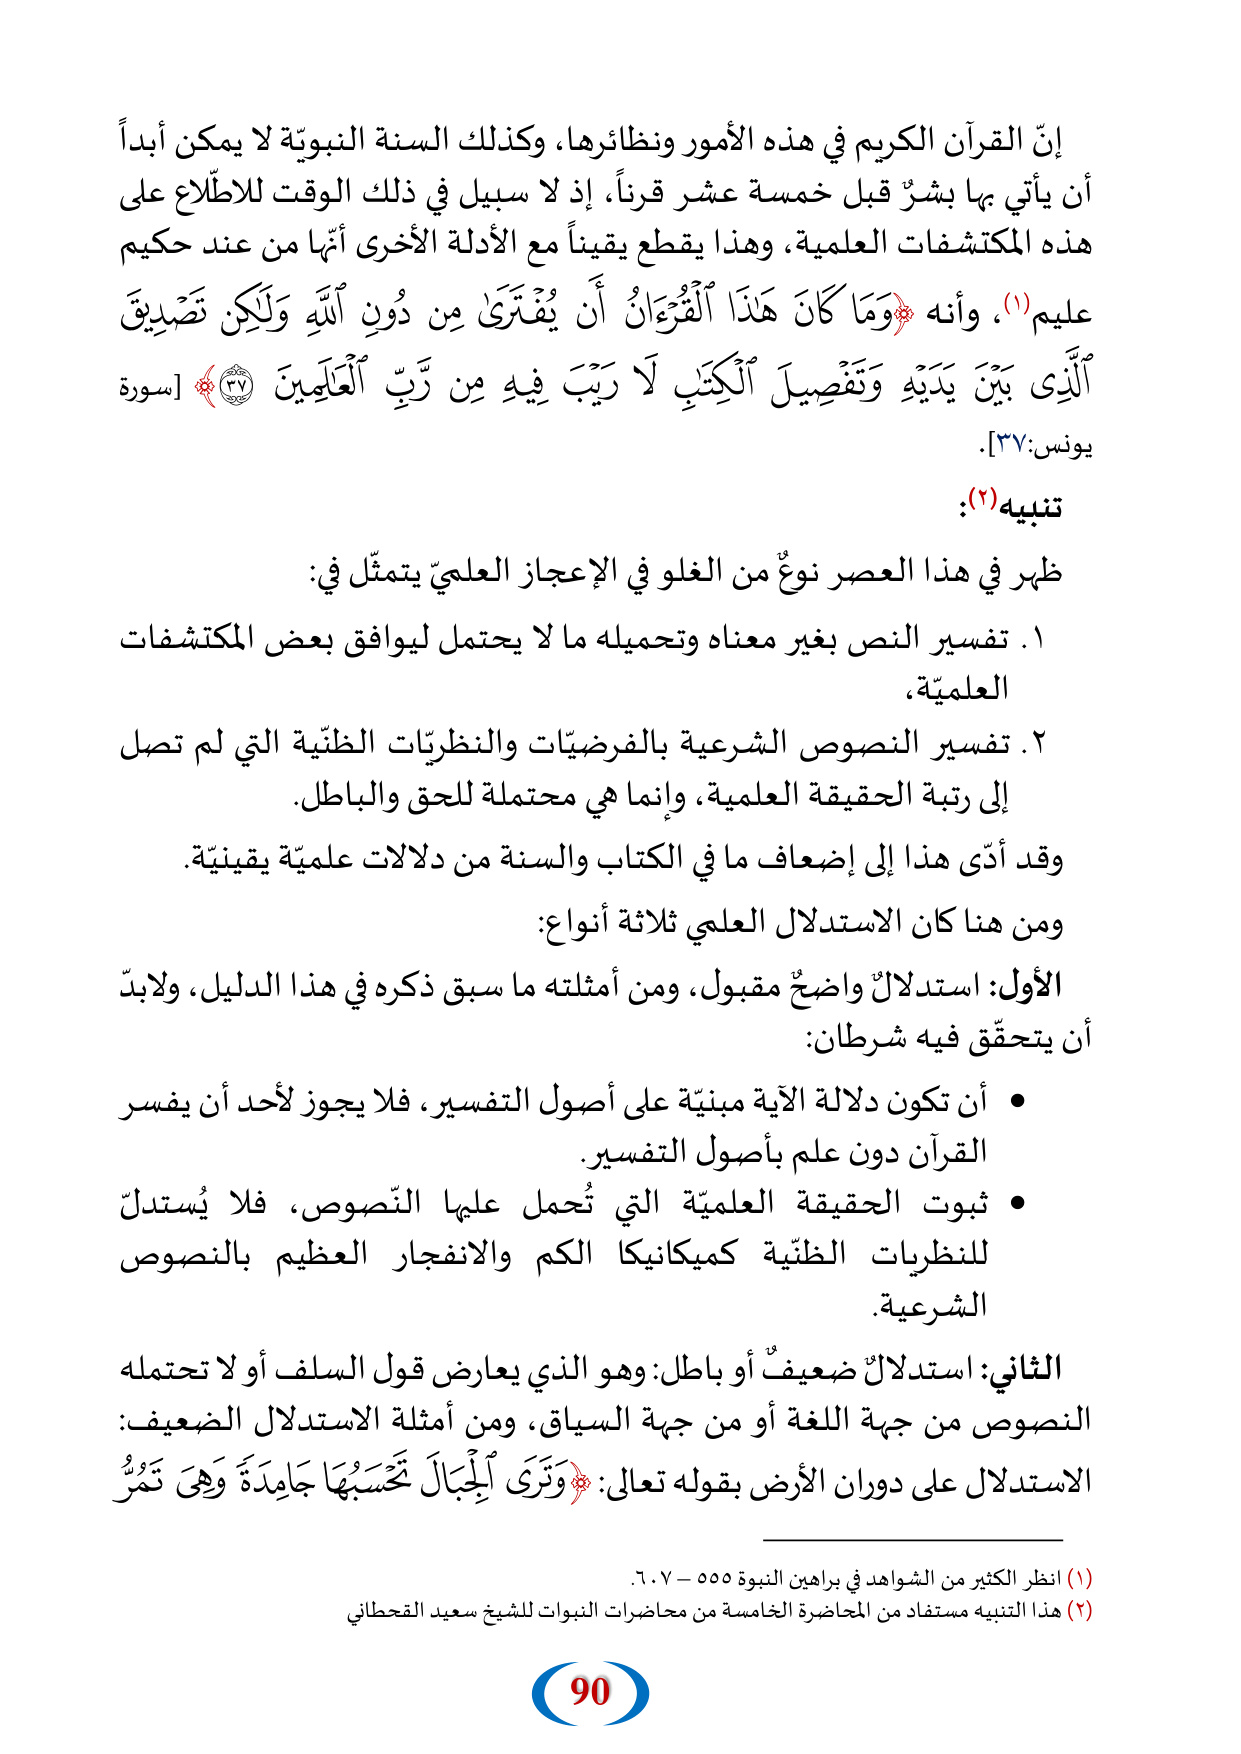 إنّ القرآن الكريم في هذه الأمور ونظائرها، وكذلك السنة النبويّة لا يمكن أبداً
أن يأتي بها بشرٌ قبل خمسة عشر قرناً، إذ لا سبيل في ذلك الوقت للاطّلاع على
هذه المكتشفات العلمية، وهذا يقطع يقيناً مع الأدلة الأخرى أنّها من عند حكيم
عليم(١)، وأنه ﴿وَمَا كَانَ هَٰذَا ٱلْقُرْءَانُ أَن يُفْتَرَىٰ مِن دُونِ ٱللَّهِ وَلَٰكِن تَصْدِيقَ
ٱلَّذِى بَيْنَ يَدَيْهِ وَتَفْصِيلَ ٱلْكِتَٰبِ لَا رَيْبَ فِيهِ مِن رَّبِّ ٱلْعَٰلَمِينَ ٣٧﴾ [سورة
يونس:٣٧].
تنبيه(٢):
ظهر في هذا العصر نوعٌ من الغلو في الإعجاز العلميّ يتمثّل في:
١. تفسير النص بغير معناه وتحميله ما لا يحتمل ليوافق بعض المكتشفات
العلميّة،
٢. تفسير النصوص الشرعية بالفرضيّات والنظريّات الظنّية التي لم تصل
إلى رتبة الحقيقة العلمية، وإنما هي محتملة للحق والباطل.
وقد أدّى هذا إلى إضعاف ما في الكتاب والسنة من دلالات علميّة يقينيّة.
ومن هنا كان الاستدلال العلمي ثلاثة أنواع:
الأول: استدلالٌ واضحٌ مقبول، ومن أمثلته ما سبق ذكره في هذا الدليل، ولابدّ
أن يتحقّق فيه شرطان:
• أن تكون دلالة الآية مبنيّة على أصول التفسير، فلا يجوز لأحد أن يفسر
القرآن دون علم بأصول التفسير.
• ثبوت الحقيقة العلميّة التي تُحمل عليها النّصوص، فلا يُستدلّ
للنظريات الظنّية كميكانيكا الكم والانفجار العظيم بالنصوص
الشرعية.
الثاني: استدلالٌ ضعيفٌ أو باطل: وهو الذي يعارض قول السلف أو لا تحتمله
النصوص من جهة اللغة أو من جهة السياق، ومن أمثلة الاستدلال الضعيف:
الاستدلال على دوران الأرض بقوله تعالى: ﴿وَتَرَى ٱلْجِبَالَ تَحْسَبُهَا جَامِدَةً وَهِىَ تَمُرُّ
(١) انظر الكثير من الشواهد في براهين النبوة ٥٥٥ – ٦٠٧.
(٢) هذا التنبيه مستفاد من المحاضرة الخامسة من محاضرات النبوات للشيخ سعيد القحطاني
90